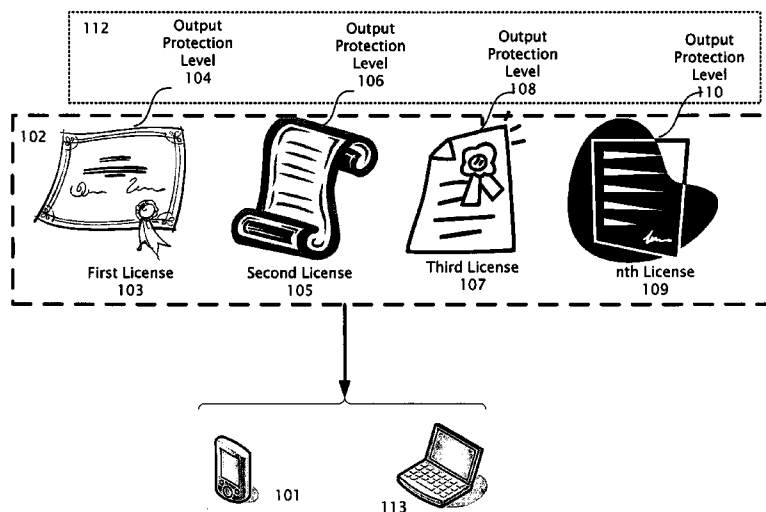 112
Output
Protection
Level
104
Output
Protection
Level
106
Output
Protection
Level
108
Output
Protection
Level
110
102
First License
103
Second License
105
Third License
107
nth License
109
101
113